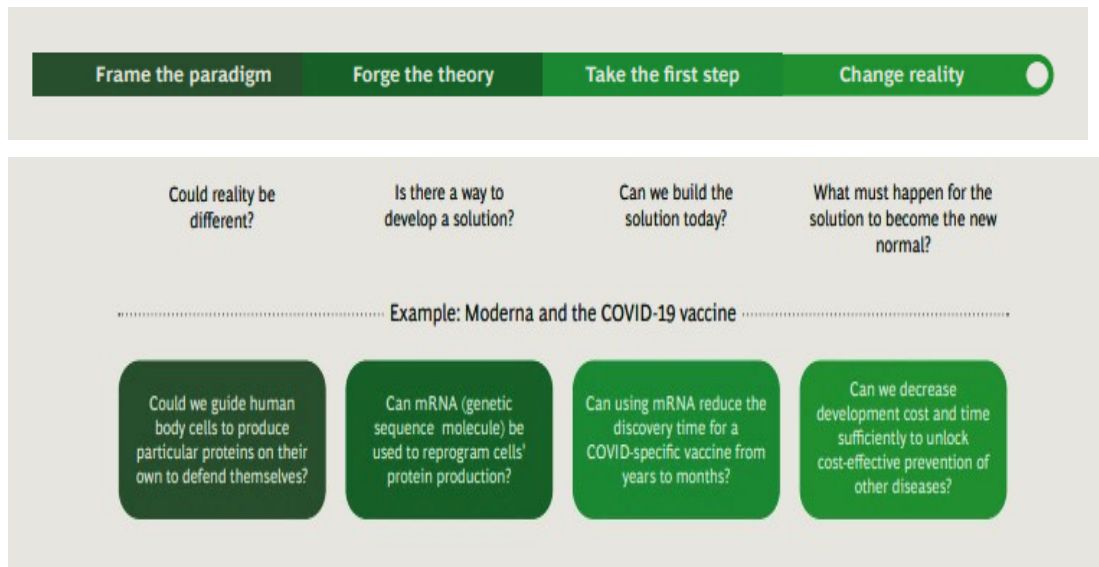 Frame the paradigm
Forge the theory
Take the first step
Change reality
Could reality be
different?
Is there a way to
develop a solution?
Can we build the
solution today?
What must happen for the
solution to become the new
normal?
Example: Moderna and the COVID-19 vaccine
Could we guide human
body cells to produce
particular proteins on their
own to defend themselves?
Can mRNA (genetic
sequence molecule) be
used to reprogram cells'
protein production?
Can using mRNA reduce the
discovery time for a
COVID-specific vaccine from
years to months?
Can we decrease
development cost and time
sufficiently to unlock
cost-effective prevention of
other diseases?